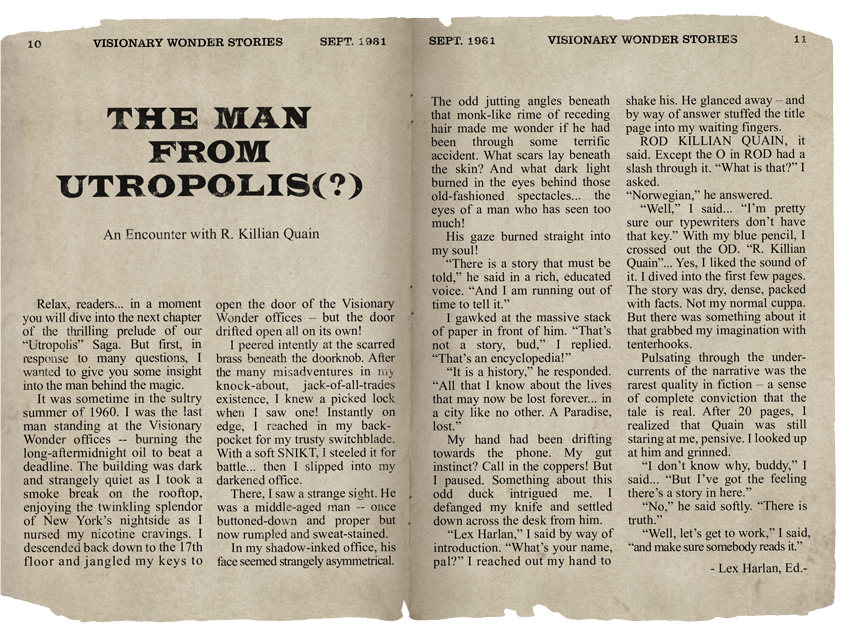 10 VISIONARY WONDER STORIES SEPT. 1961
THE MAN
FROM
UTROPOLIS(?)
An Encounter with R. Killian Quain
Relax, readers... in a moment
you will dive into the next chapter
of the thrilling prelude of our
“Utropolis” Saga. But first, in
response to many questions, I
wanted to give you some insight
into the man behind the magic.
It was sometime in the sultry
summer of 1960. I was the last
man standing at the Visionary
Wonder offices -- burning the
long-aftermidnight oil to beat a
deadline. The building was dark
and strangely quiet as I took a
smoke break on the rooftop,
enjoying the twinkling splendor
of New York’s nightside as I
nursed my nicotine cravings. I
descended back down to the 17th
floor and jangled my keys to
open the door of the Visionary
Wonder offices – but the door
drifted open all on its own!
I peered intently at the scarred
brass beneath the doorknob. After
the many misadventures in my
knock-about, jack-of-all-trades
existence, I knew a picked lock
when I saw one! Instantly on
edge, I reached in my back-
pocket for my trusty switchblade.
With a soft SNIKT, I steeled it for
battle... then I slipped into my
darkened office.
There, I saw a strange sight. He
was a middle-aged man -- once
buttoned-down and proper but
now rumpled and sweat-stained.
In my shadow-inked office, his
face seemed strangely asymmetrical.
SEPT. 1961 VISIONARY WONDER STORIES 11
The odd jutting angles beneath
that monk-like rime of receding
hair made me wonder if he had
been through some terrific
accident. What scars lay beneath
the skin? And what dark light
burned in the eyes behind those
old-fashioned spectacles... the
eyes of a man who has seen too
much!
His gaze burned straight into
my soul!
“There is a story that must be
told,” he said in a rich, educated
voice. “And I am running out of
time to tell it.”
I gawked at the massive stack
of paper in front of him. “That’s
not a story, bud,” I replied.
“That’s an encyclopedia!”
“It is a history,” he responded.
“All that I know about the lives
that may now be lost forever... in
a city like no other. A Paradise,
lost.”
My hand had been drifting
towards the phone. My gut
instinct? Call in the coppers! But
I paused. Something about this
odd duck intrigued me. I
defanged my knife and settled
down across the desk from him.
“Lex Harlan,” I said by way of
introduction. “What’s your name,
pal?” I reached out my hand to
shake his. He glanced away – and
by way of answer stuffed the title
page into my waiting fingers.
ROD KILLIAN QUAIN, it
said. Except the O in ROD had a
slash through it. “What is that?” I
asked.
“Norwegian,” he answered.
“Well,” I said... “I’m pretty
sure our typewriters don’t have
that key.” With my blue pencil, I
crossed out the OD. “R. Killian
Quain”... Yes, I liked the sound of
it. I dived into the first few pages.
The story was dry, dense, packed
with facts. Not my normal cuppa.
But there was something about it
that grabbed my imagination with
tenterhooks.
Pulsating through the under-
currents of the narrative was the
rarest quality in fiction – a sense
of complete conviction that the
tale is real. After 20 pages, I
realized that Quain was still
staring at me, pensive. I looked up
at him and grinned.
“I don’t know why, buddy,” I
said... “But I’ve got the feeling
there’s a story in here.”
“No,” he said softly. “There is
truth.”
“Well, let’s get to work,” I said,
“and make sure somebody reads it.”
- Lex Harlan, Ed.-